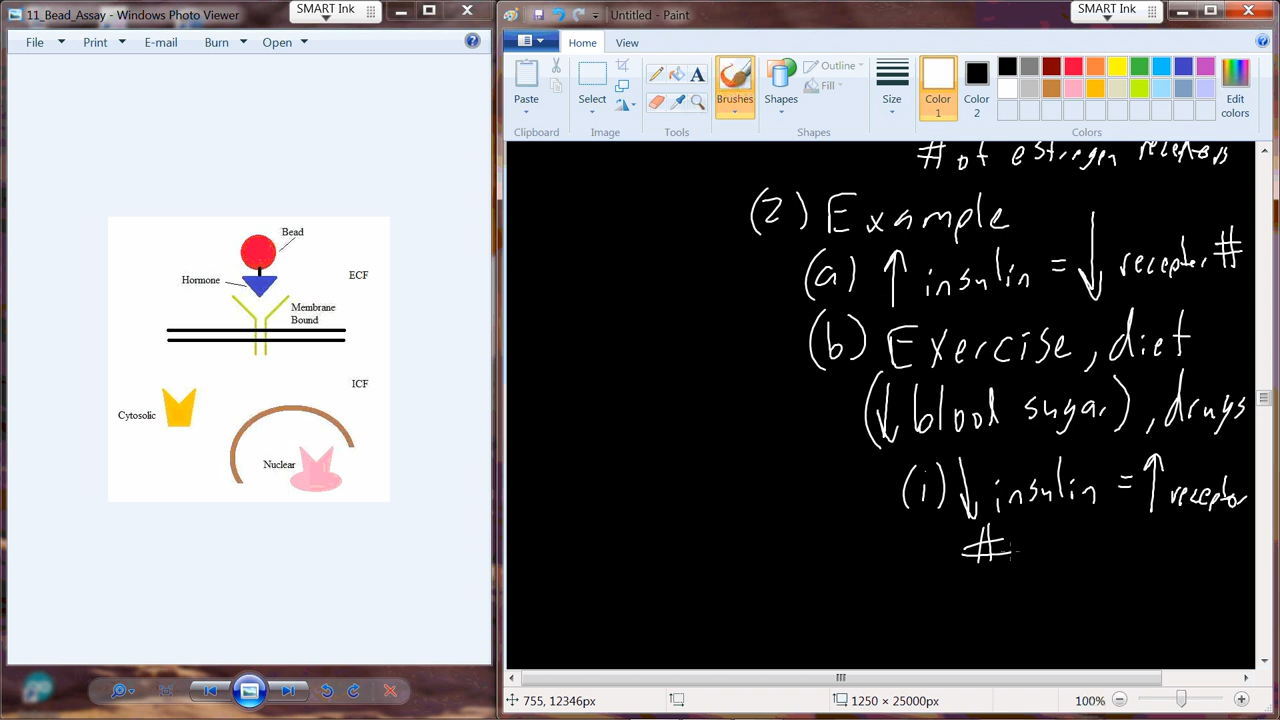 11_Bead_Assay - Windows Photo Viewer
SMART Ink
File Print E-mail Burn Open
Bead
Hormone
ECF
Membrane
Bound
ICF
Cytosolic
Nuclear
Untitled - Paint
SMART Ink
Home View
Paste
Select
Brushes
Shapes
Outline
Fill
Size
Color
1
Color
2
Edit
colors
Clipboard
Image
Tools
Shapes
Colors
# of estrogen receptors
(2) Example
(a) ↑ insulin = ↓ receptor #
(b) Exercise, diet
(↓ blood sugar), drugs
(i) ↓ insulin = ↑ receptor
#
755, 12346px
1250 × 25000px
100%